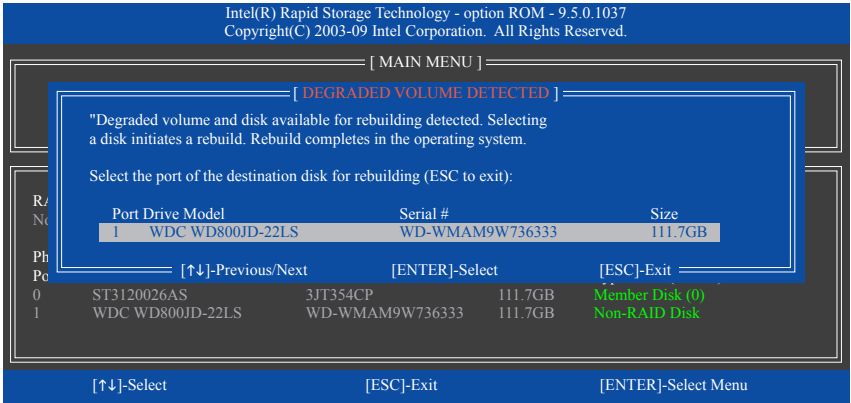 Intel(R) Rapid Storage Technology - option ROM - 9.5.0.1037
Copyright(C) 2003-09 Intel Corporation. All Rights Reserved.
[ MAIN MENU ]
[ DEGRADED VOLUME DETECTED ]
"Degraded volume and disk available for rebuilding detected. Selecting
a disk initiates a rebuild. Rebuild completes in the operating system.
Select the port of the destination disk for rebuiding (ESC to exit):
Port Drive Model Serial # Size
1 WDC WD800JD-22LS WD-WMAM9W736333 111.7GB
[↑↓]-Previous/Next [ENTER]-Select [ESC]-Exit
0 ST3120026AS 3JT354CP 111.7GB Member Disk (0)
1 WDC WD800JD-22LS WD-WMAM9W736333 111.7GB Non-RAID Disk
[↑↓]-Select [ESC]-Exit [ENTER]-Select Menu